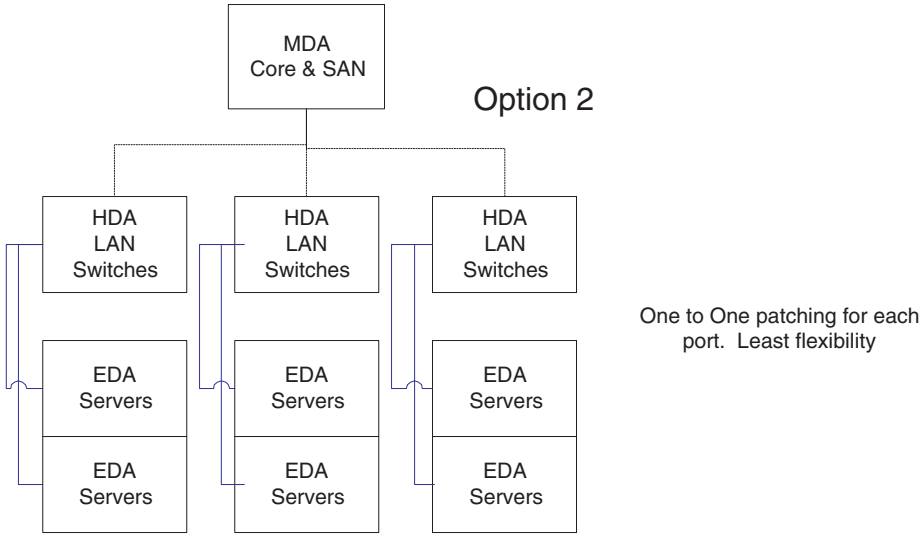 MDA
Core & SAN
Option 2
HDA
LAN
Switches
HDA
LAN
Switches
HDA
LAN
Switches
One to One patching for each
port.  Least flexibility
EDA
Servers
EDA
Servers
EDA
Servers
EDA
Servers
EDA
Servers
EDA
Servers